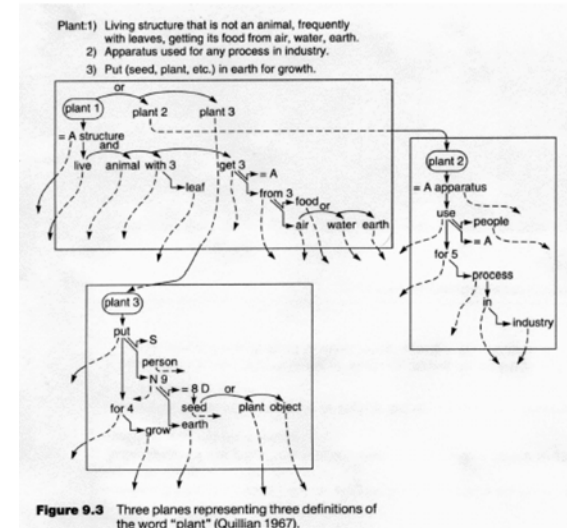 Plant:1) Living structure that is not an animal, frequently
with leaves, getting its food from air, water, earth.
2) Apparatus used for any process in industry.
3) Put (seed, plant, etc.) in earth for growth.
or
plant 1
plant 2
plant 3
= A structure
and
live
animal
with 3
get 3
= A
leaf
from 3
food
or
air
water
earth
plant 2
= A apparatus
use
people
= A
for 5
process
in
industry
plant 3
put
S
person
N 9
= 8 D
or
for 4
seed
plant
object
grow
earth
Figure 9.3 Three planes representing three definitions of
the word "plant" (Quillian 1967).